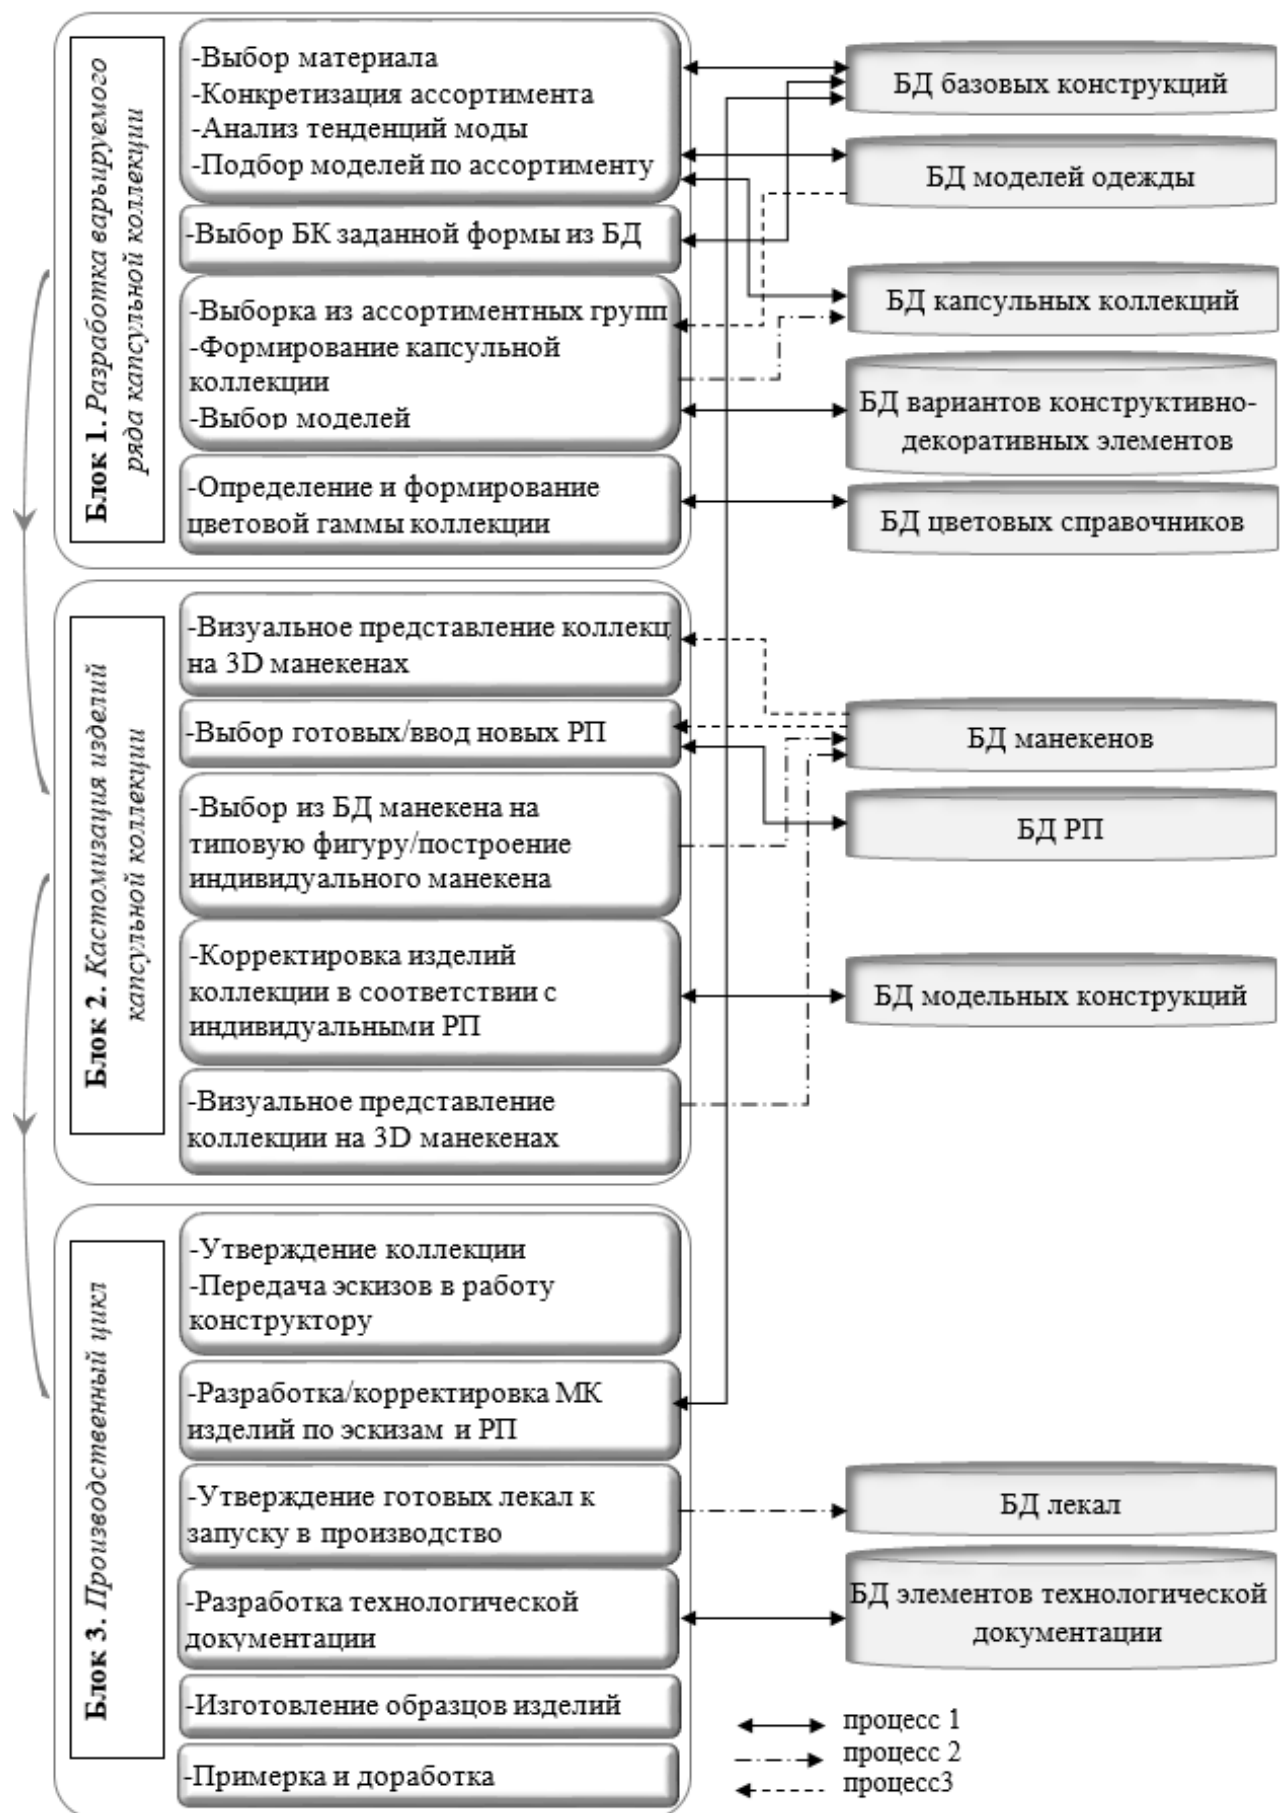 Блок 1. Разработка варьируемого
ряда капсульной коллекции
-Выбор материала
-Конкретизация ассортимента
-Анализ тенденций моды
-Подбор моделей по ассортименту
-Выбор БК заданной формы из БД
-Выборка из ассортиментных групп
-Формирование капсульной
коллекции
-Выбор моделей
-Определение и формирование
цветовой гаммы коллекции
БД базовых конструкций
БД моделей одежды
БД капсульных коллекций
БД вариантов конструктивно-
декоративных элементов
БД цветовых справочников
Блок 2. Кастомизация изделий
капсульной коллекции
-Визуальное представление коллекц
на 3D манекенах
-Выбор готовых/ввод новых РП
-Выбор из БД манекена на
типовую фигуру/построение
индивидуального манекена
-Корректировка изделий
коллекции в соответствии с
индивидуальными РП
-Визуальное представление
коллекции на 3D манекенах
БД манекенов
БД РП
БД модельных конструкций
Блок 3. Производственный цикл
-Утверждение коллекции
-Передача эскизов в работу
конструктору
-Разработка/корректировка МК
изделий по эскизам и РП
-Утверждение готовых лекал к
запуску в производство
-Разработка технологической
документации
-Изготовление образцов изделий
-Примерка и доработка
БД лекал
БД элементов технологической
документации
процесс 1
процесс 2
процесс3